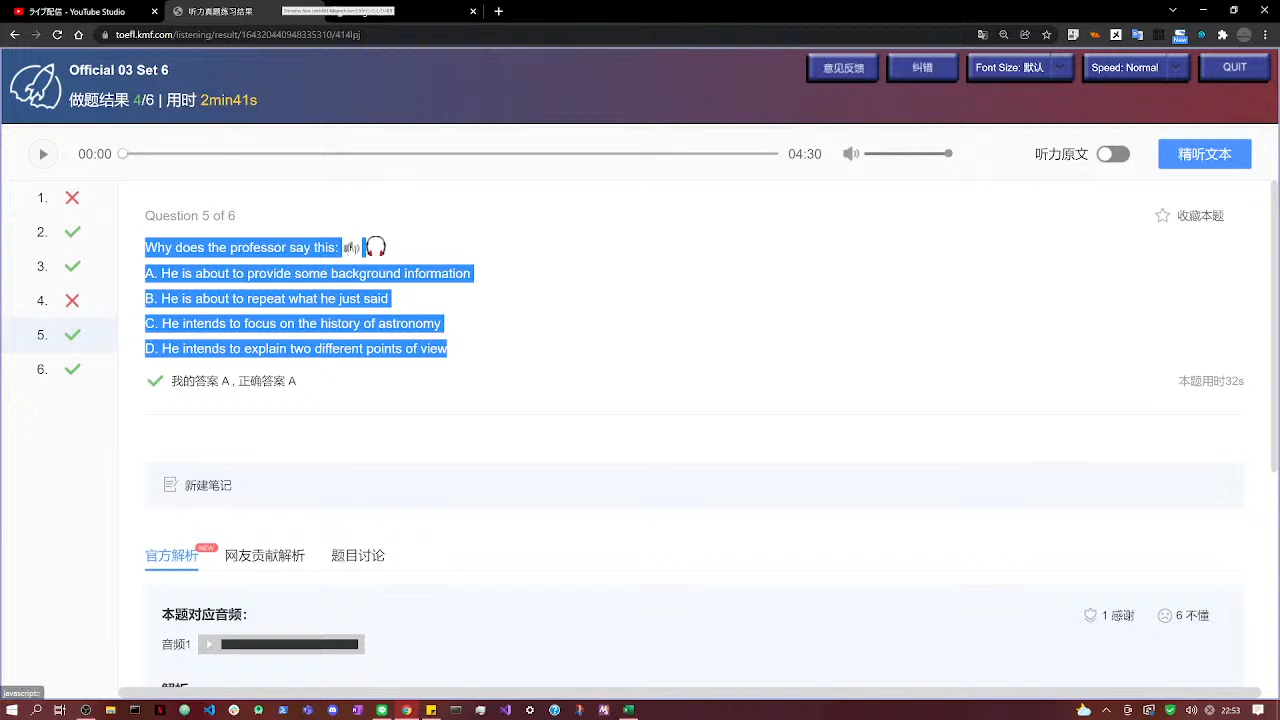 ライブ配信 - YouTube Studio
听力真题练习结果
toefl.kmf.com/listening/result/164320440948335310/414lpj
New
Official 03 Set 6
做题结果 4/6 | 用时 2min41s
意见反馈
纠错
Font Size: 默认
Speed: Normal
QUIT
00:00
04:30
听力原文
精听文本
1.
2.
3.
4.
5.
6.
Question 5 of 6
收藏本题
Why does the professor say this:
A. He is about to provide some background information
B. He is about to repeat what he just said
C. He intends to focus on the history of astronomy
D. He intends to explain two different points of view
我的答案 A , 正确答案 A
本题用时32s
新建笔记
官方解析
NEW
网友贡献解析
题目讨论
本题对应音频：
1 感谢
6 不懂
音频1
javascript:;
22:53